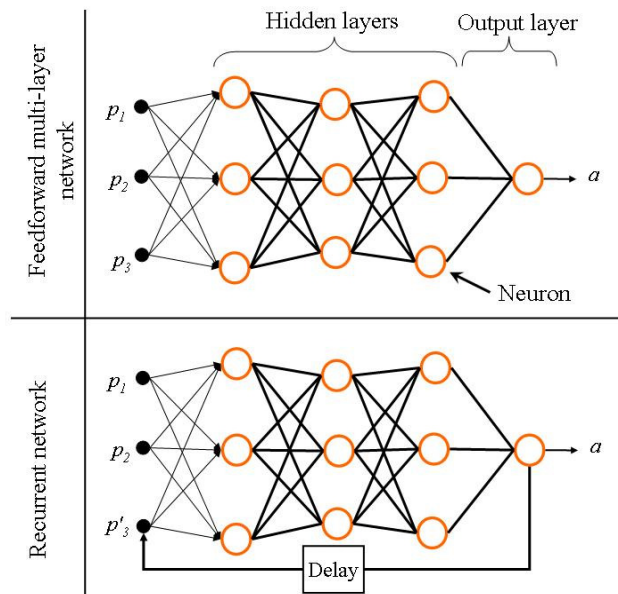 Hidden layers
Output layer
Feedforward multi-layer
network
p1
p2
p3
a
Neuron
Recurrent network
p1
p2
p'3
a
Delay